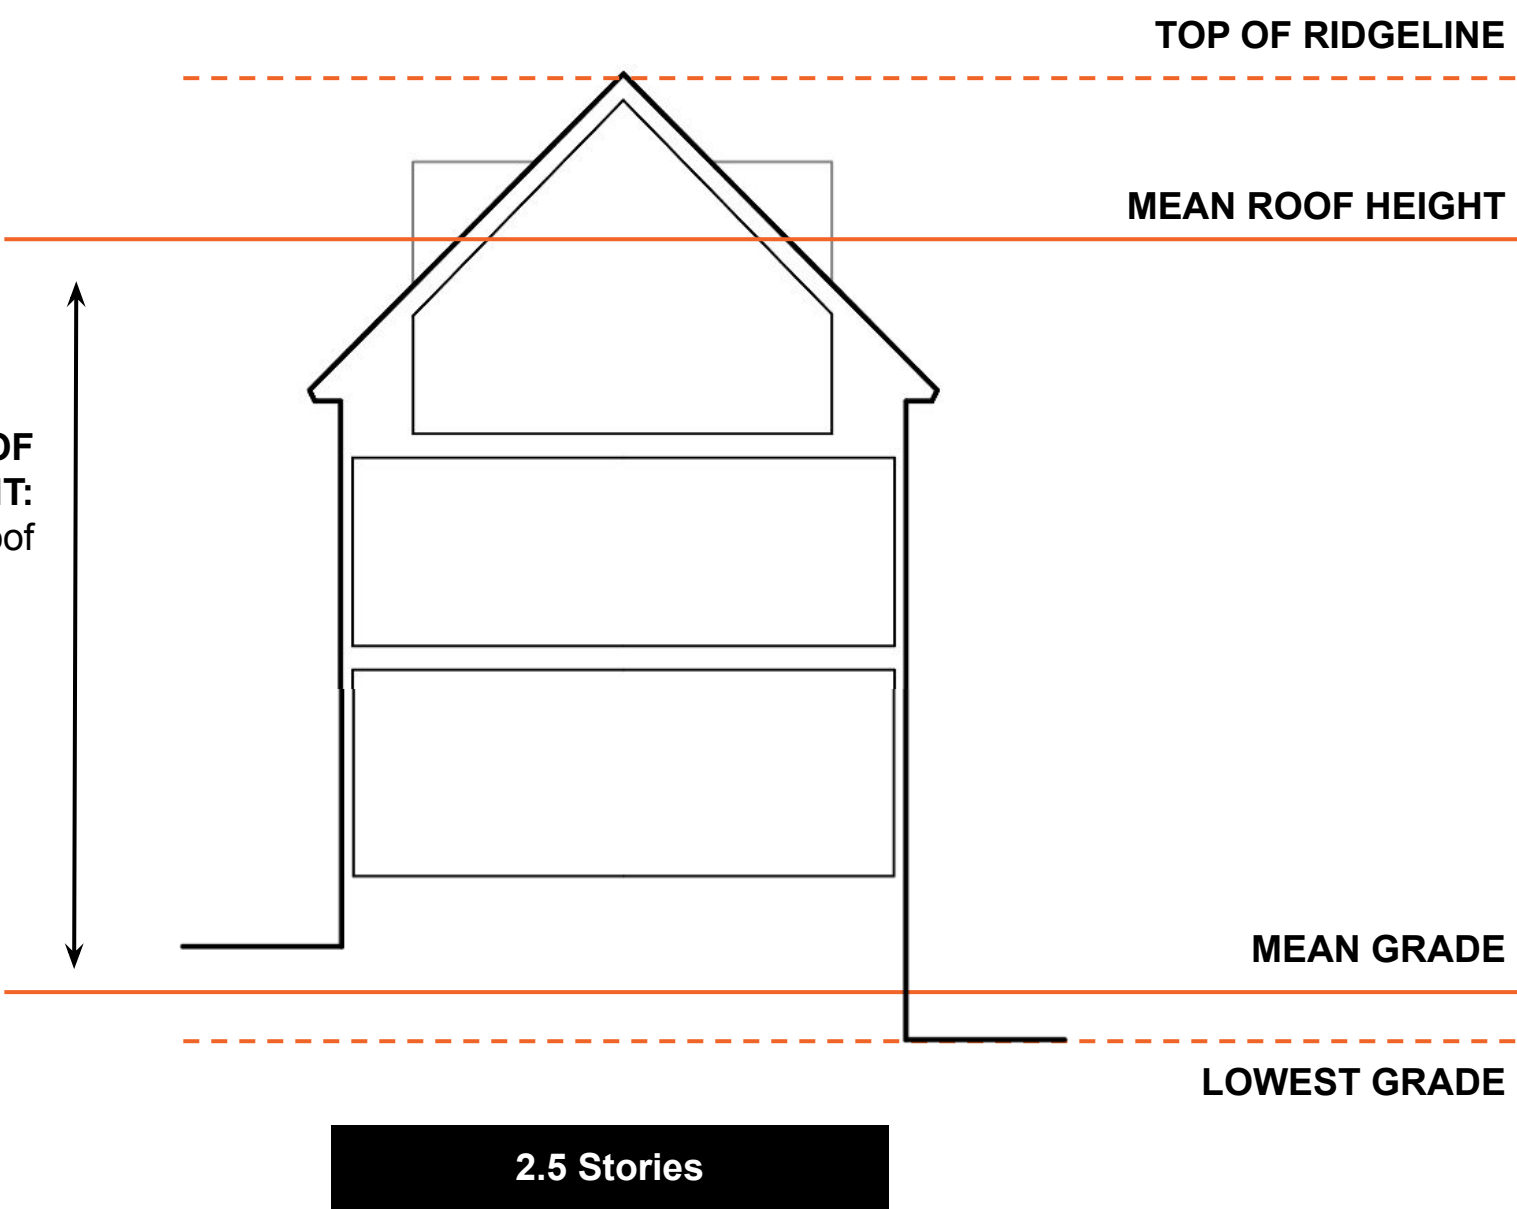 TOP OF RIDGELINE
MEAN ROOF HEIGHT
MEAN GRADE
LOWEST GRADE
2.5 Stories